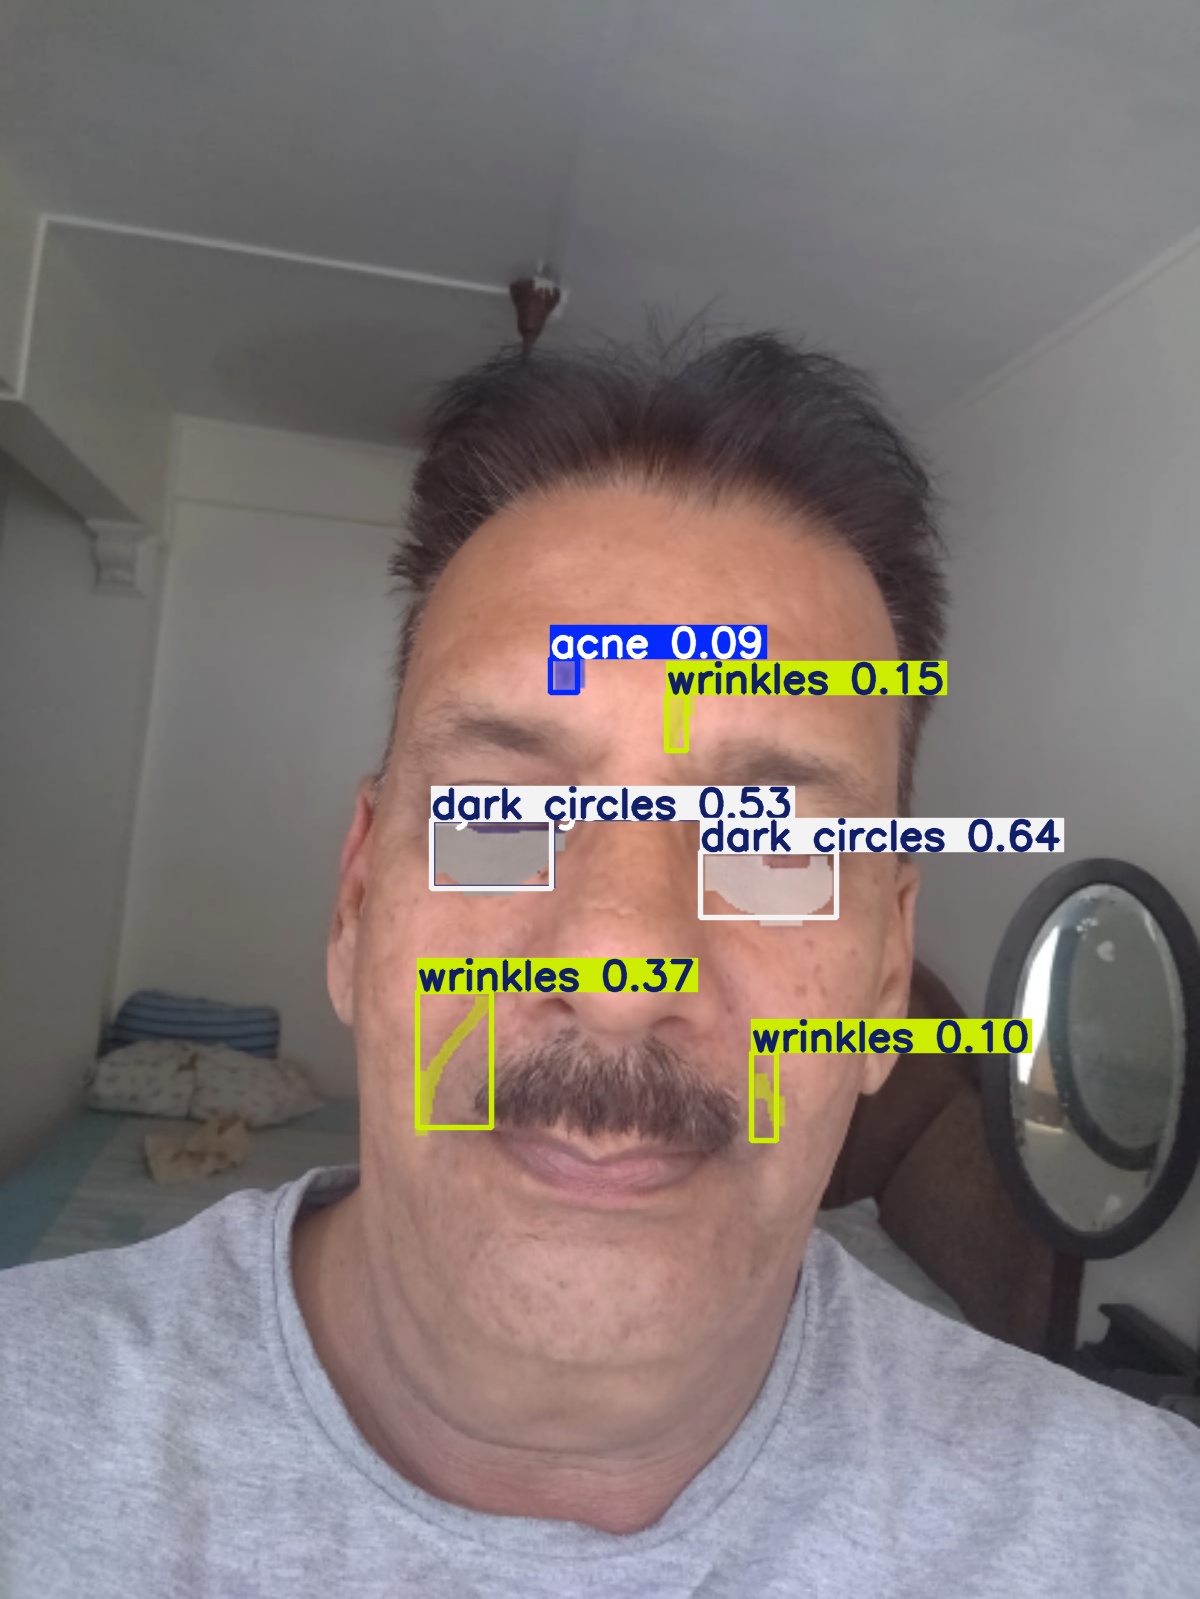 acne 0.09
wrinkles 0.15
dark circles 0.53
dark circles 0.64
wrinkles 0.37
wrinkles 0.10